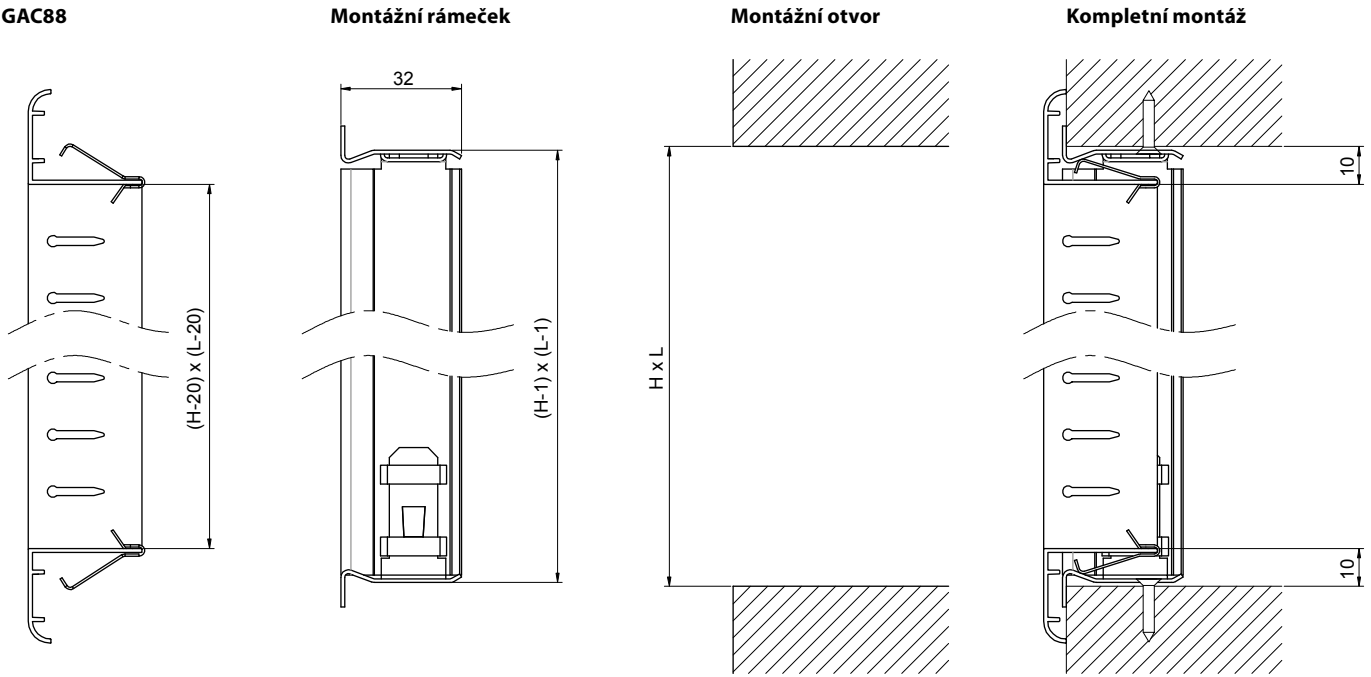 GAC88
Montážní rámeček
Montážní otvor
Kompletní montáž
32
(H-20) x (L-20)
(H-1) x (L-1)
H x L
10
10